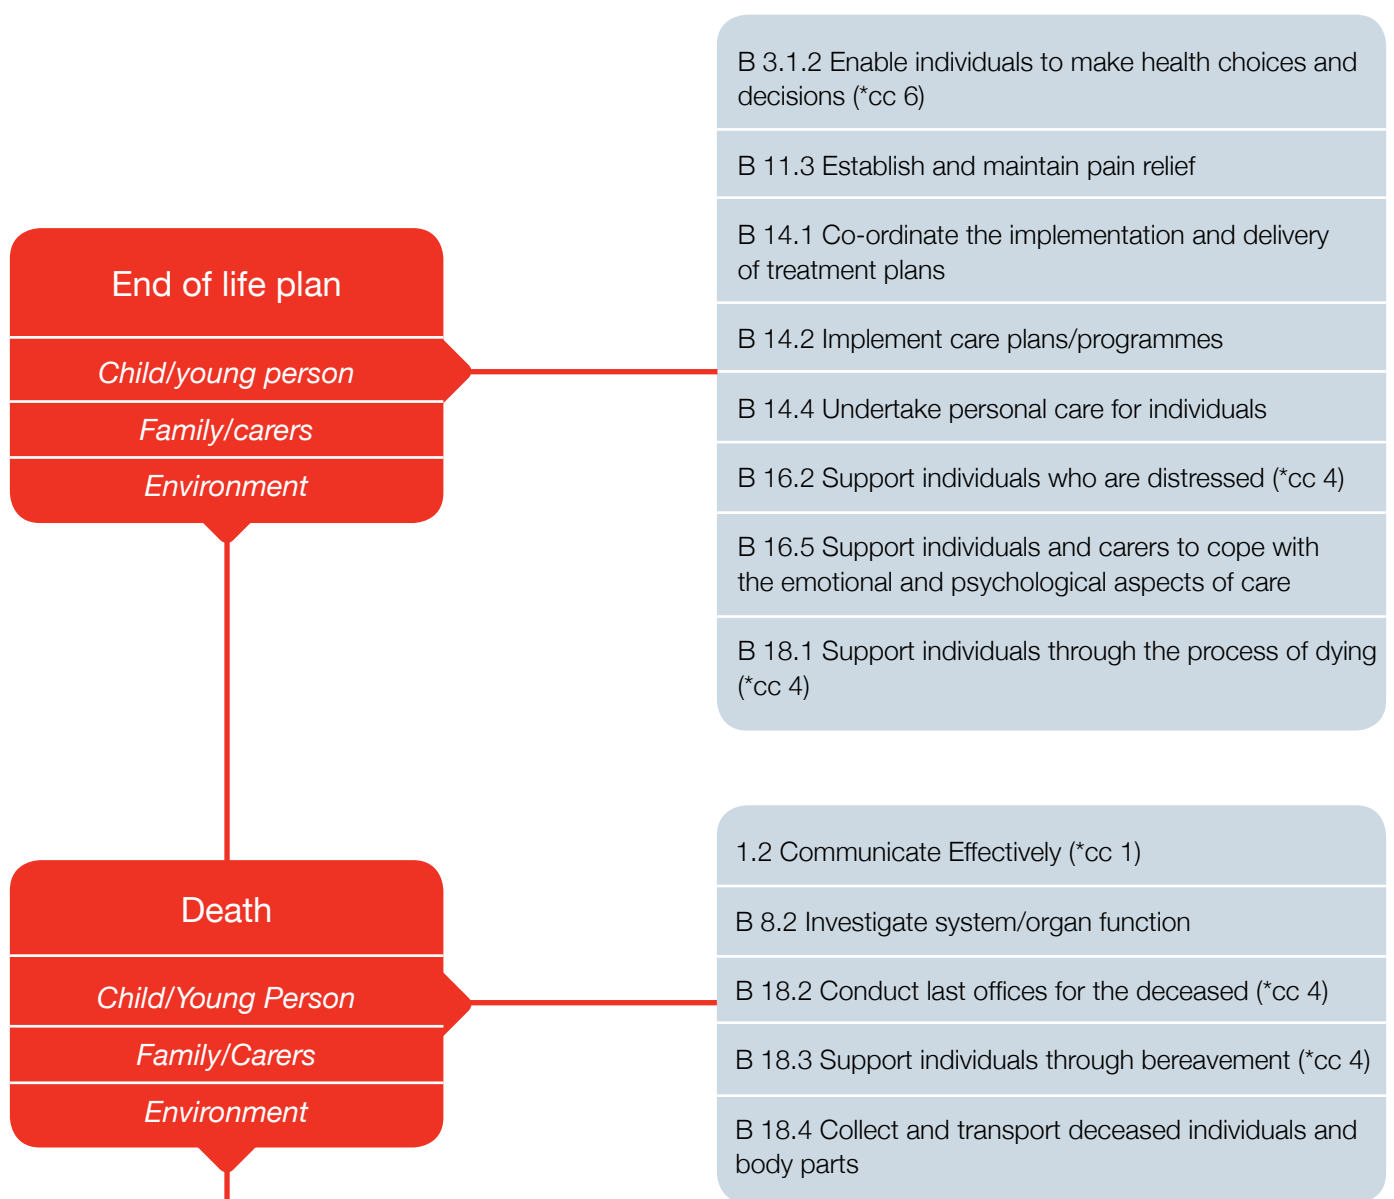 End of life plan
Child/young person
Family/carers
Environment
B 3.1.2 Enable individuals to make health choices and
decisions (*cc 6)
B 11.3 Establish and maintain pain relief
B 14.1 Co-ordinate the implementation and delivery
of treatment plans
B 14.2 Implement care plans/programmes
B 14.4 Undertake personal care for individuals
B 16.2 Support individuals who are distressed (*cc 4)
B 16.5 Support individuals and carers to cope with
the emotional and psychological aspects of care
B 18.1 Support individuals through the process of dying
(*cc 4)
Death
Child/Young Person
Family/Carers
Environment
1.2 Communicate Effectively (*cc 1)
B 8.2 Investigate system/organ function
B 18.2 Conduct last offices for the deceased (*cc 4)
B 18.3 Support individuals through bereavement (*cc 4)
B 18.4 Collect and transport deceased individuals and
body parts